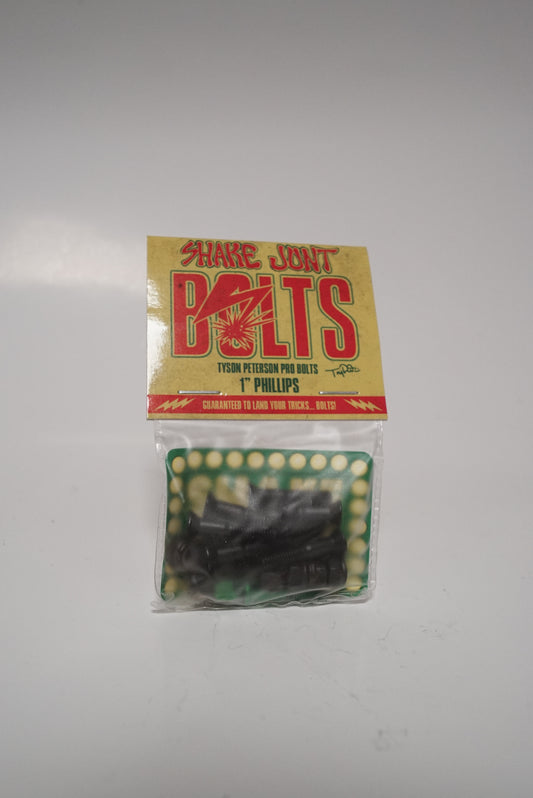 SHAKE JUNT
BOLTS
TYSON PETERSON PRO BOLTS
1" PHILLIPS
GUARANTEED TO LAND YOUR TRICKS... BOLTS!